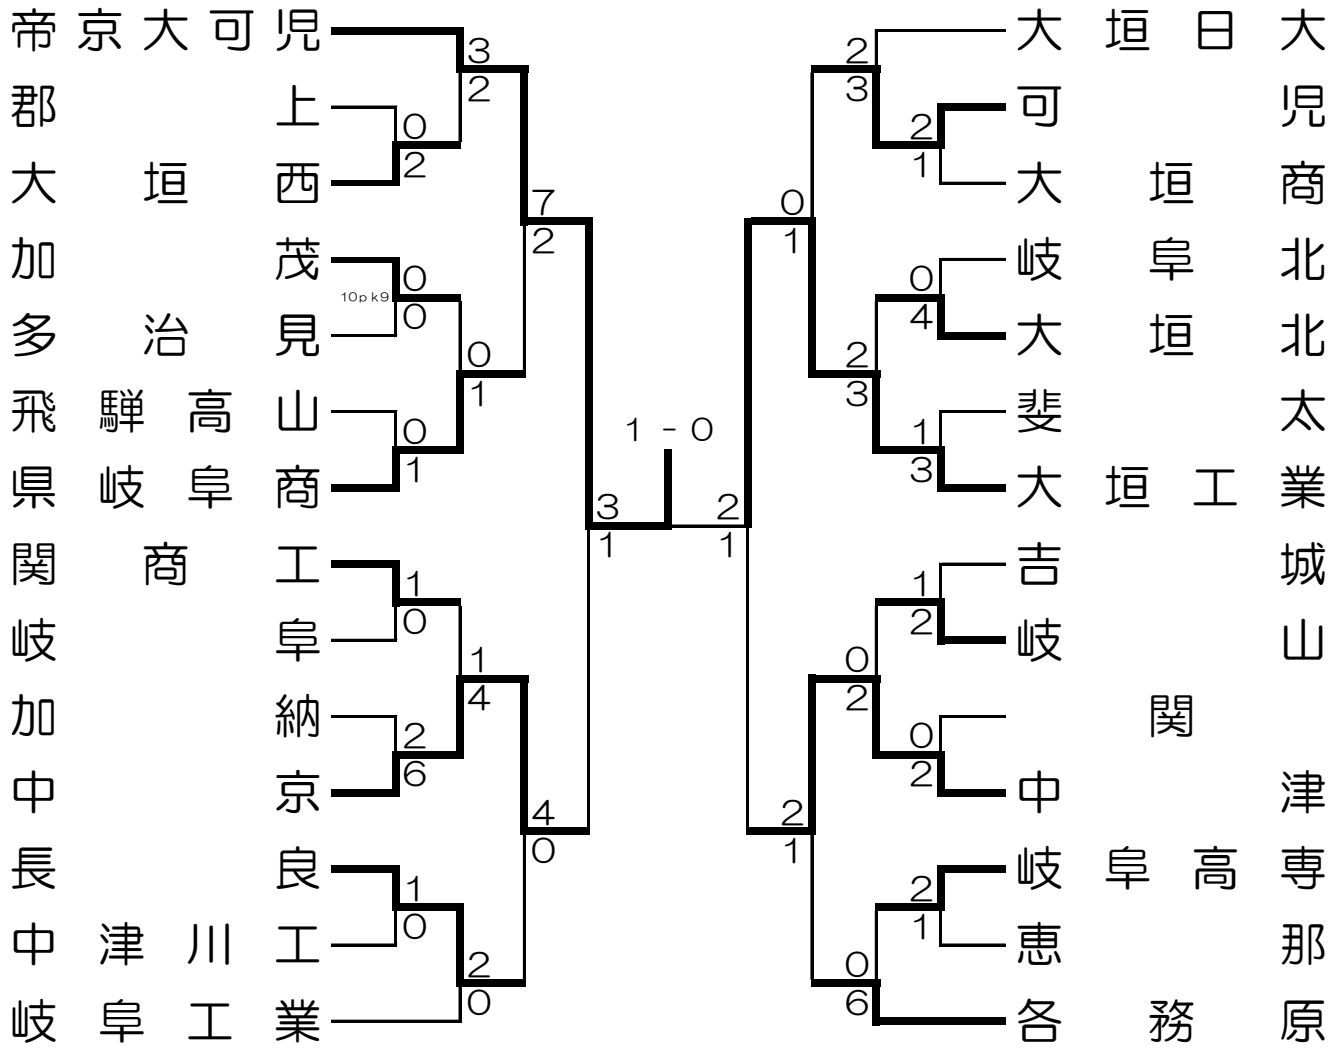 帝京大可児
3
2
郡上
0
2
大垣西
7
2
加茂
0
10pk9
0
多治見
0
1
飛騨高山
0
1
県岐阜商
1-0
3
1
関商工
1
0
岐阜
1
4
加納
2
6
中京
4
0
長良
1
0
中津川工
2
0
岐阜工業
大垣日大
2
3
可児
2
1
大垣商
0
1
岐阜北
0
4
大垣北
2
3
斐太
1
3
大垣工業
2
1
吉城
1
2
岐山
0
2
関
0
2
中津
2
1
岐阜高専
2
1
恵那
0
6
各務原